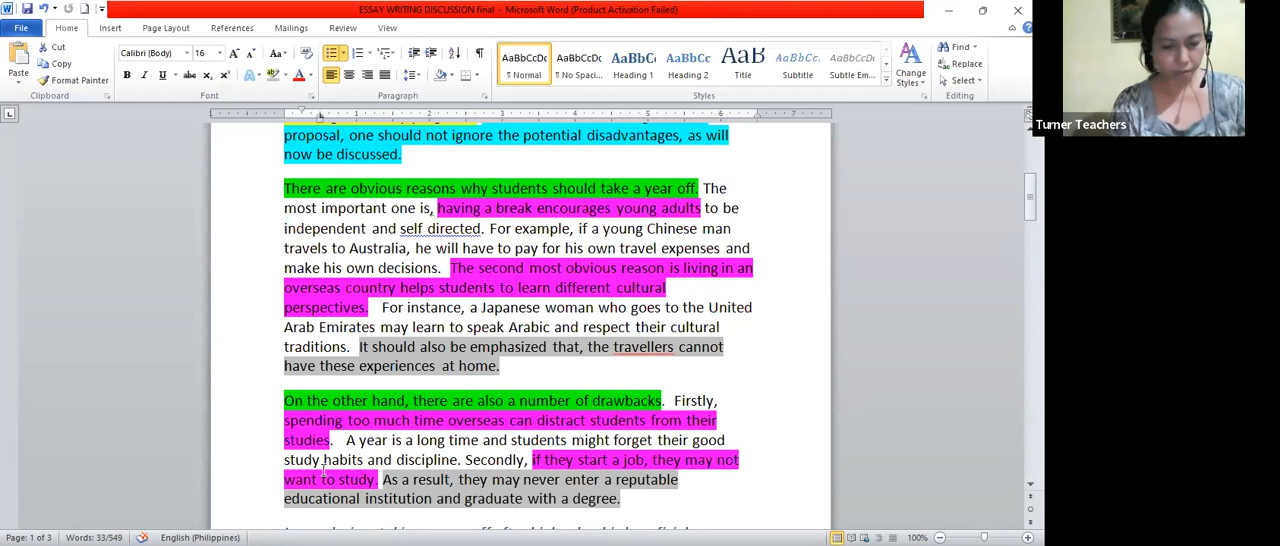 ESSAY WRITING DISCUSSION final - Microsoft Word (Product Activation Failed)
File Home Insert Page Layout References Mailings Review View
Cut
Copy
Format Painter
Paste
Clipboard
Calibri (Body) 16
Font
Paragraph
AaBbCcDc AaBbCcDc AaBbCc AaBbCc AaB AaBbCc. AaBbCcDc
¶ Normal ¶ No Spaci... Heading 1 Heading 2 Title Subtitle Subtle Em...
Change
Styles
Styles
Find
Replace
Select
Editing
Turner Teachers
1 2 3 4 5 6 7
proposal, one should not ignore the potential disadvantages, as will
now be discussed.
There are obvious reasons why students should take a year off. The
most important one is, having a break encourages young adults to be
independent and self directed. For example, if a young Chinese man
travels to Australia, he will have to pay for his own travel expenses and
make his own decisions. The second most obvious reason is living in an
overseas country helps students to learn different cultural
perspectives. For instance, a Japanese woman who goes to the United
Arab Emirates may learn to speak Arabic and respect their cultural
traditions. It should also be emphasized that, the travellers cannot
have these experiences at home.
On the other hand, there are also a number of drawbacks. Firstly,
spending too much time overseas can distract students from their
studies. A year is a long time and students might forget their good
study habits and discipline. Secondly, if they start a job, they may not
want to study. As a result, they may never enter a reputable
educational institution and graduate with a degree.
Page: 1 of 3 Words: 33/549 English (Philippines) 100%